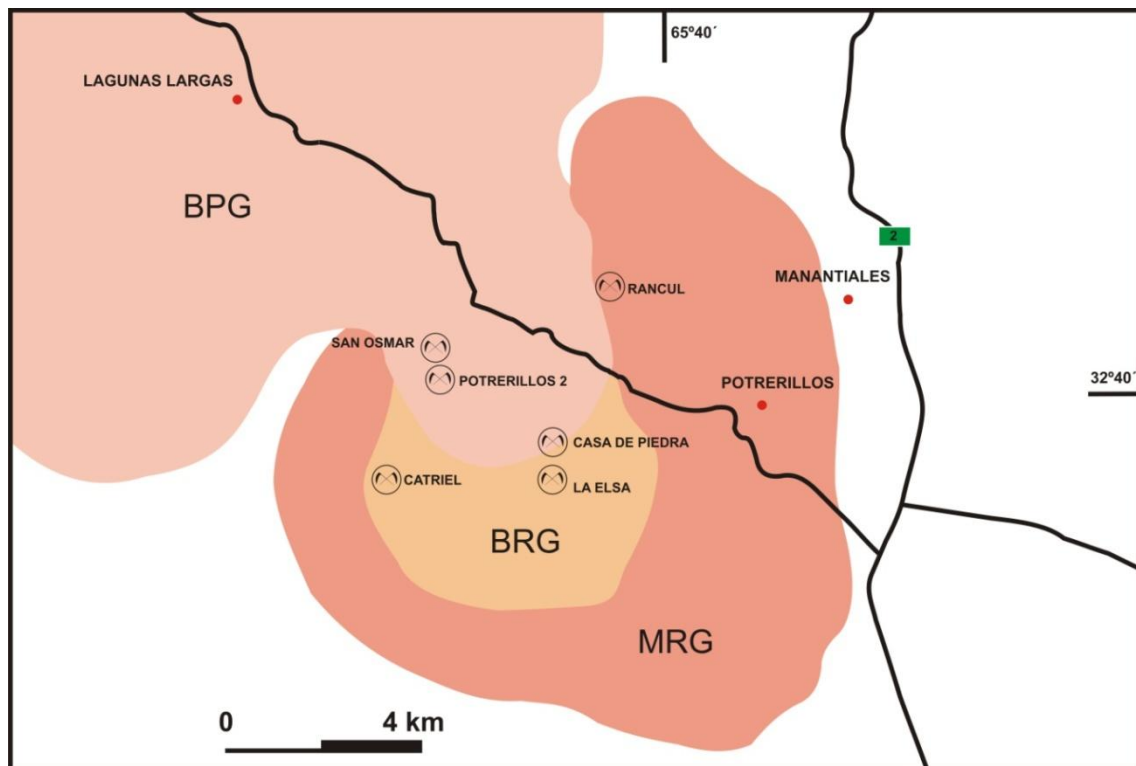 65º40´
LAGUNAS LARGAS
BPG
2
MANANTIALES
RANCUL
SAN OSMAR
POTRERILLOS 2
POTRERILLOS
32º40´
CASA DE PIEDRA
CATRIEL
LA ELSA
BRG
MRG
0 4 km